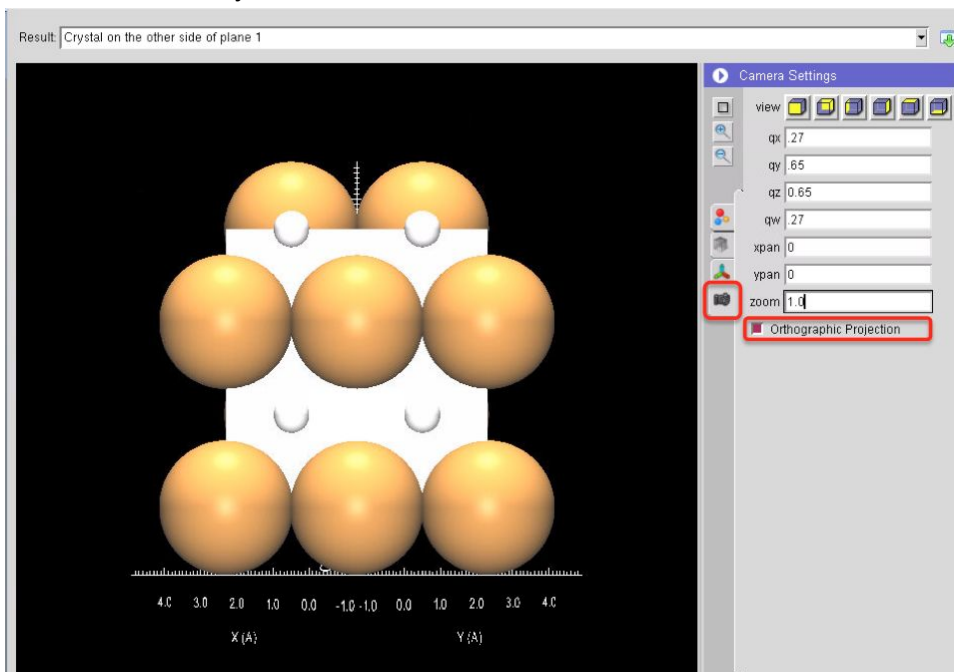 Result: Crystal on the other side of plane 1
Camera Settings
view
qx .27
qy .65
qz 0.65
qw .27
xpan 0
ypan 0
zoom 1.0
Orthographic Projection
4.0 3.0 2.0 1.0 0.0 -1.0 -1.0 0.0 1.0 2.0 3.0 4.0
X (A) Y (A)